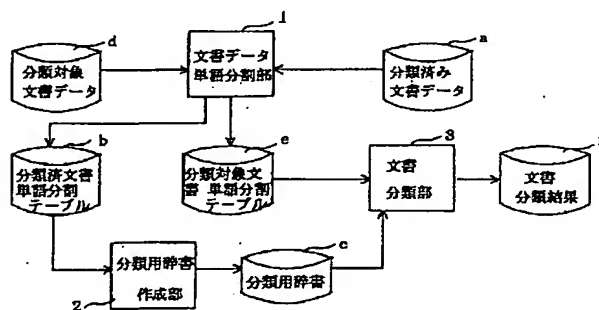 1
d
a
分類対象
文書データ
文書データ
単語分割部
分類済み
文書データ
b
e
3
分類済文書
単語分割
テーブル
分類対象文
書 単語分割
テーブル
文書
分類部
文書
分類結果
c
分類用辞書
作成部
2
分類用辞書